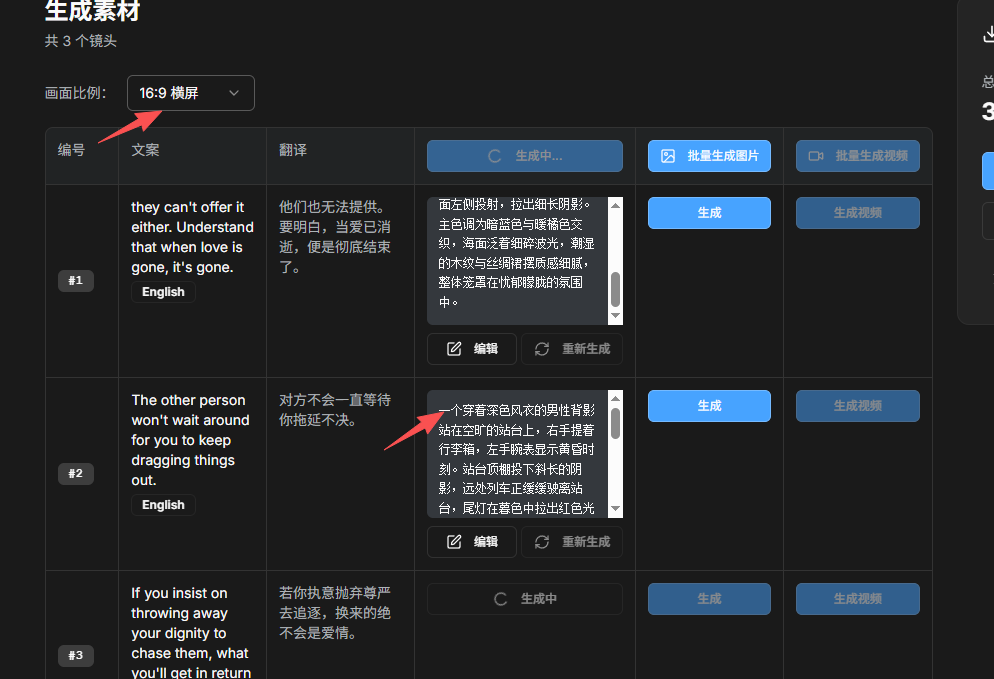 生成素材
共 3 个镜头
画面比例：
16:9 横屏
编号
文案
翻译
生成中...
批量生成图片
批量生成视频
#1
they can't offer it
either. Understand
that when love is
gone, it's gone.
English
他们也无法提供。
要明白，当爱已消
逝，便是彻底结束
了。
面左侧投射，拉出细长阴影。
主色调为暗蓝色与暖橘色交
织，海面泛着细碎波光，潮湿
的木纹与丝绸裙摆质感细腻，
整体笼罩在忧郁朦胧的氛围
中。
编辑
重新生成
生成
生成视频
#2
The other person
won't wait around
for you to keep
dragging things
out.
English
对方不会一直等待
你拖延不决。
一个穿着深色风衣的男性背影
站在空旷的站台上，右手提着
行李箱，左手腕表显示黄昏时
刻。站台顶棚投下斜长的阴
影，远处列车正缓缓驶离站
台，尾灯在暮色中拉出红色光
编辑
重新生成
生成
生成视频
#3
If you insist on
throwing away
your dignity to
chase them, what
you'll get in return
若你执意抛弃尊严
去追逐，换来的绝
不会是爱情。
生成中
生成
生成视频
总
3